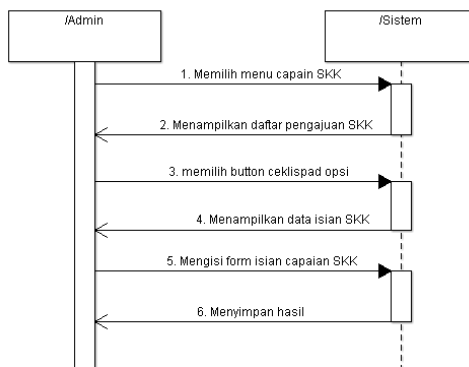 /Admin
/Sistem
1. Memilih menu capain SKK
2. Menampilkan daftar pengajuan SKK
3. memilih button ceklispad opsi
4. Menampilkan data isian SKK
5. Mengisi form isian capaian SKK
6. Menyimpan hasil